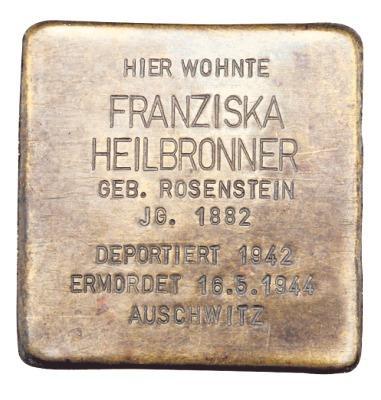 HIER WOHNTE
FRANZISKA
HEILBRONNER
GEB. ROSENSTEIN
JG. 1882
DEPORTIERT 1942
ERMORDET 16.5.1944
AUSCHWITZ